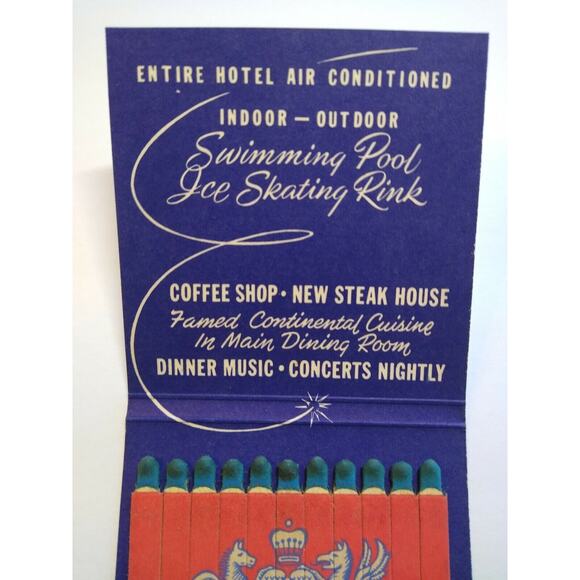 ENTIRE HOTEL AIR CONDITIONED
INDOOR — OUTDOOR
Swimming Pool
Ice Skating Rink
COFFEE SHOP • NEW STEAK HOUSE
Famed Continental Cuisine
In Main Dining Room
DINNER MUSIC • CONCERTS NIGHTLY